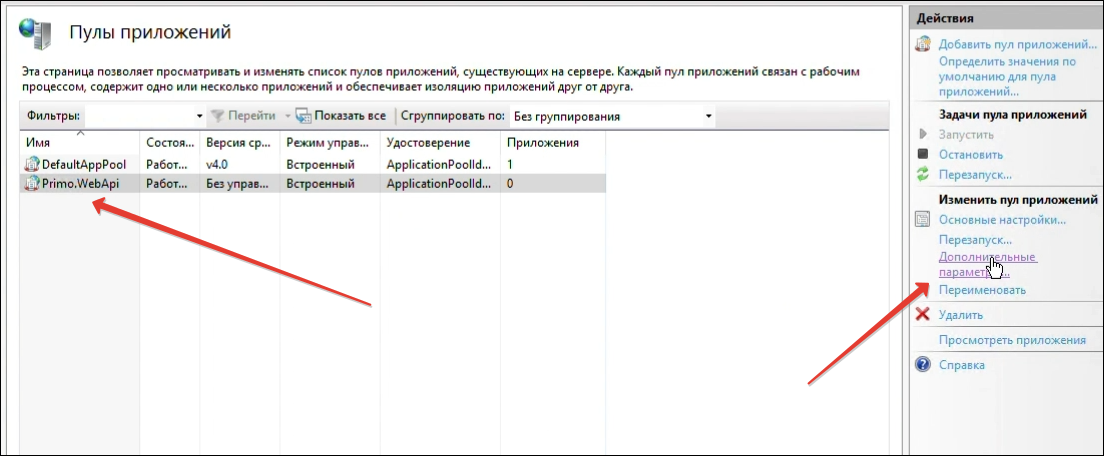 Пулы приложений
Эта страница позволяет просматривать и изменять список пулов приложений, существующих на сервере. Каждый пул приложений связан с рабочим
процессом, содержит одно или несколько приложений и обеспечивает изоляцию приложений друг от друга.
Фильтры: Перейти Показать все Сгруппировать по: Без группирования
Имя Состоя... Версия ср... Режим управ... Удостоверение Приложения
DefaultAppPool Работ... v4.0 Встроенный ApplicationPoolId... 1
Primo.WebApi Работ... Без управ... Встроенный ApplicationPoolId... 0
Действия
Добавить пул приложений...
Определить значения по
умолчанию для пула
приложений...
Задачи пула приложений
Запустить
Остановить
Перезапуск...
Изменить пул приложений
Основные настройки...
Перезапуск...
Дополнительные
параметры...
Переименовать
Удалить
Просмотреть приложения
Справка